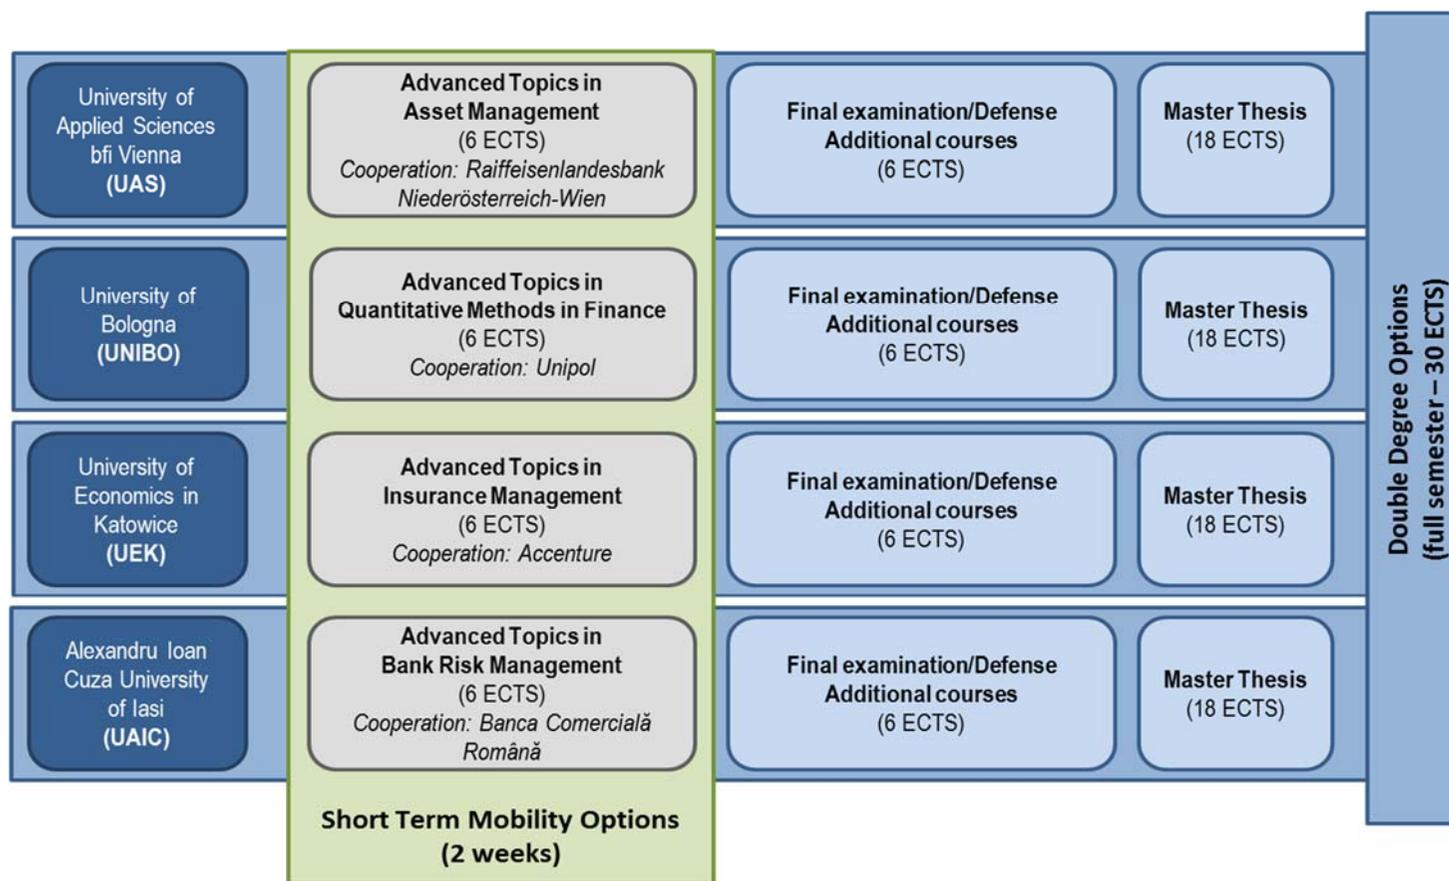 University of
Applied Sciences
bfi Vienna
(UAS)
Advanced Topics in
Asset Management
(6 ECTS)
Cooperation: Raiffeisenlandesbank
Niederösterreich-Wien
Final examination/Defense
Additional courses
(6 ECTS)
Master Thesis
(18 ECTS)
University of
Bologna
(UNIBO)
Advanced Topics in
Quantitative Methods in Finance
(6 ECTS)
Cooperation: Unipol
Final examination/Defense
Additional courses
(6 ECTS)
Master Thesis
(18 ECTS)
University of
Economics in
Katowice
(UEK)
Advanced Topics in
Insurance Management
(6 ECTS)
Cooperation: Accenture
Final examination/Defense
Additional courses
(6 ECTS)
Master Thesis
(18 ECTS)
Alexandru Ioan
Cuza University
of Iasi
(UAIC)
Advanced Topics in
Bank Risk Management
(6 ECTS)
Cooperation: Banca Comercială
Română
Final examination/Defense
Additional courses
(6 ECTS)
Master Thesis
(18 ECTS)
Short Term Mobility Options
(2 weeks)
Double Degree Options
(full semester – 30 ECTS)